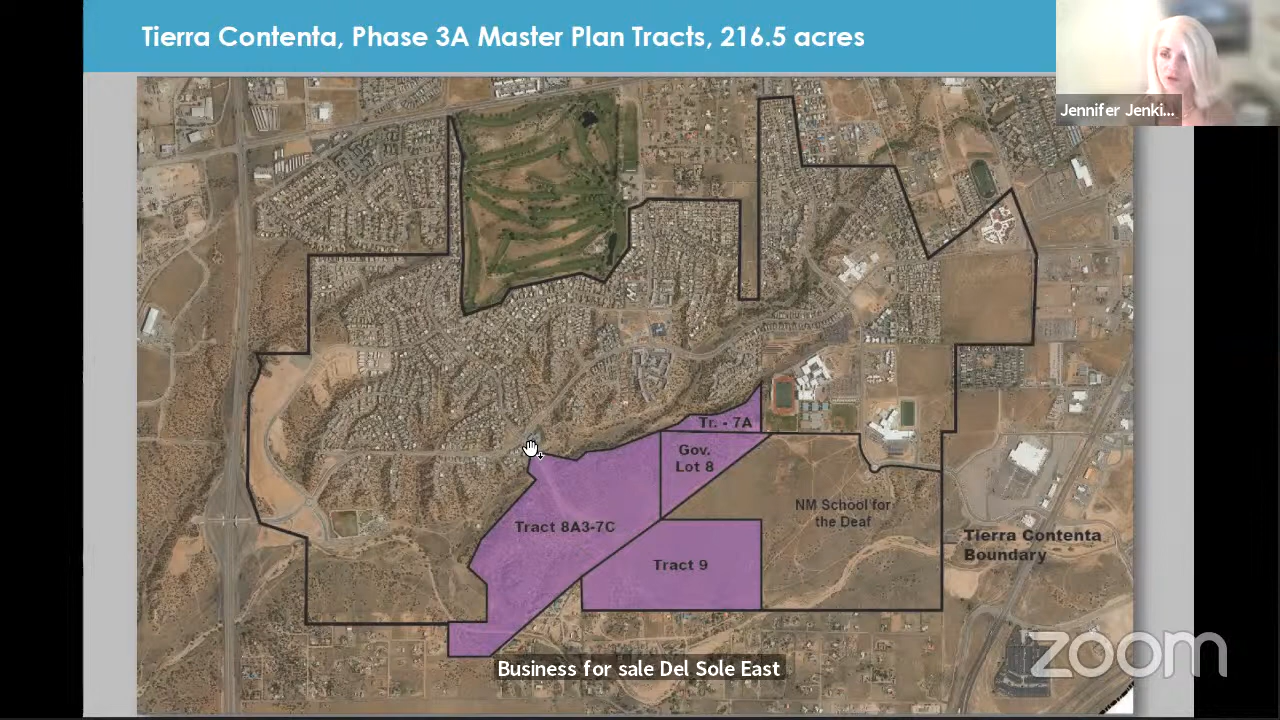 Tierra Contenta, Phase 3A Master Plan Tracts, 216.5 acres
Jennifer Jenki...
Tr. - 7A
Gov.
Lot 8
NM School for
the Deaf
Tract 8A3-7C
Tierra Contenta
Boundary
Tract 9
Business for sale Del Sole East
zoom